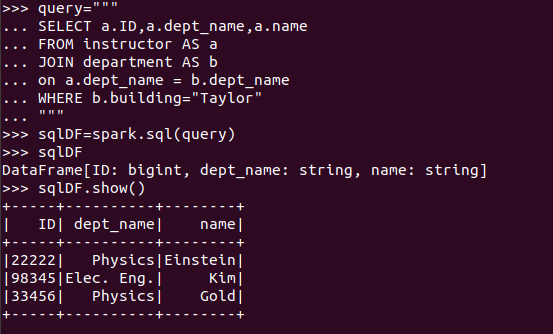 >>> query="""
... SELECT a.ID,a.dept_name,a.name
... FROM instructor AS a
... JOIN department AS b
... on a.dept_name = b.dept_name
... WHERE b.building="Taylor"
... """
>>> sqlDF=spark.sql(query)
>>> sqlDF
DataFrame[ID: bigint, dept_name: string, name: string]
>>> sqlDF.show()
+-----+----------+--------+
|   ID| dept_name|    name|
+-----+----------+--------+
|22222|   Physics|Einstein|
|98345|Elec. Eng.|     Kim|
|33456|   Physics|    Gold|
+-----+----------+--------+